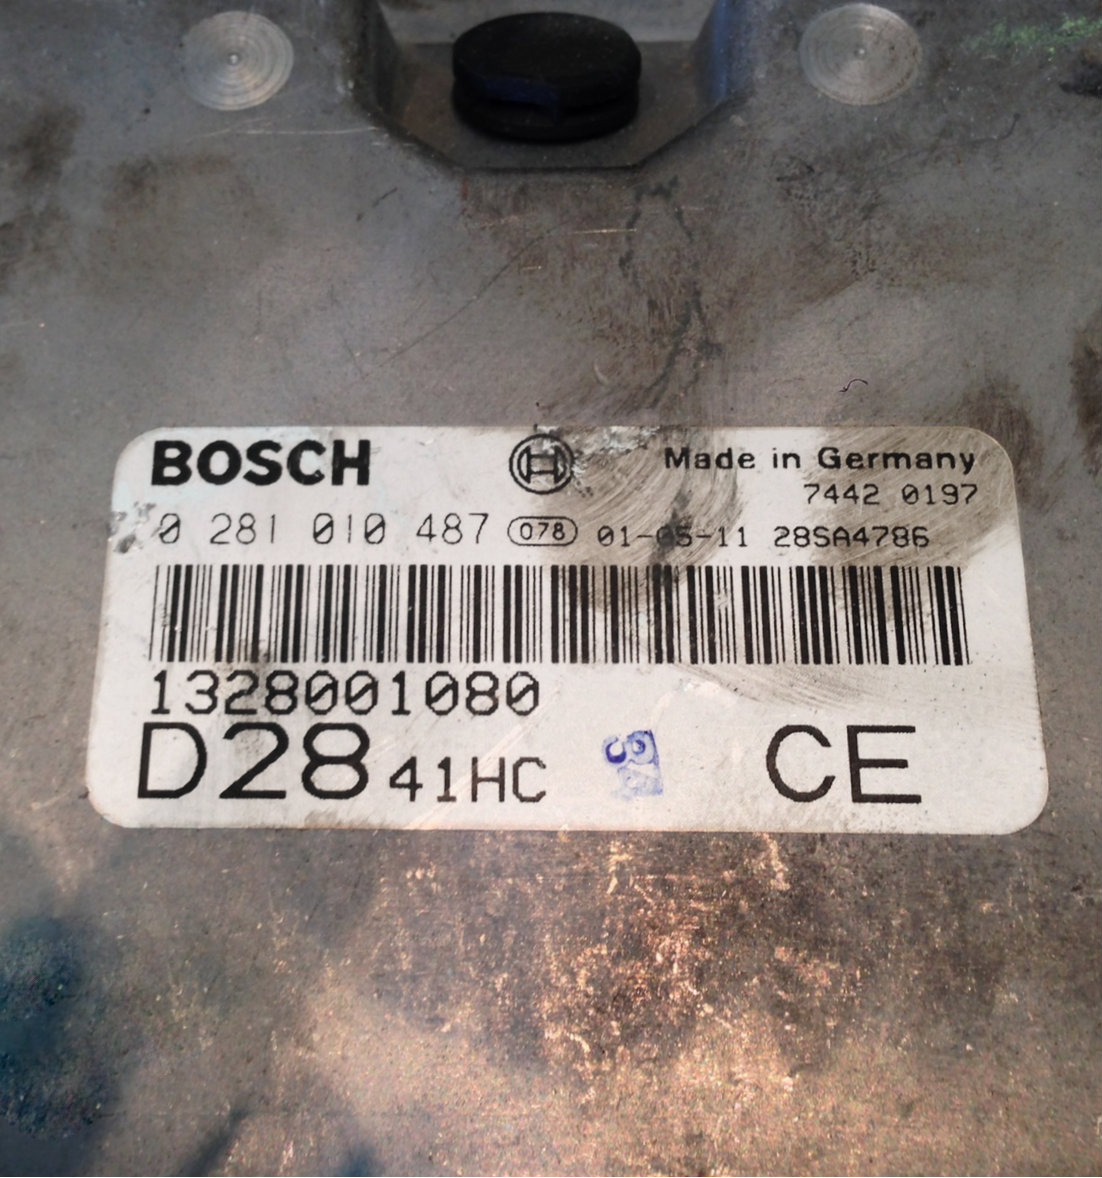 BOSCH
Made in Germany
7442 0197
0 281 010 487 078 01-05-11 28SA4786
1328001080
D28 41HC CE